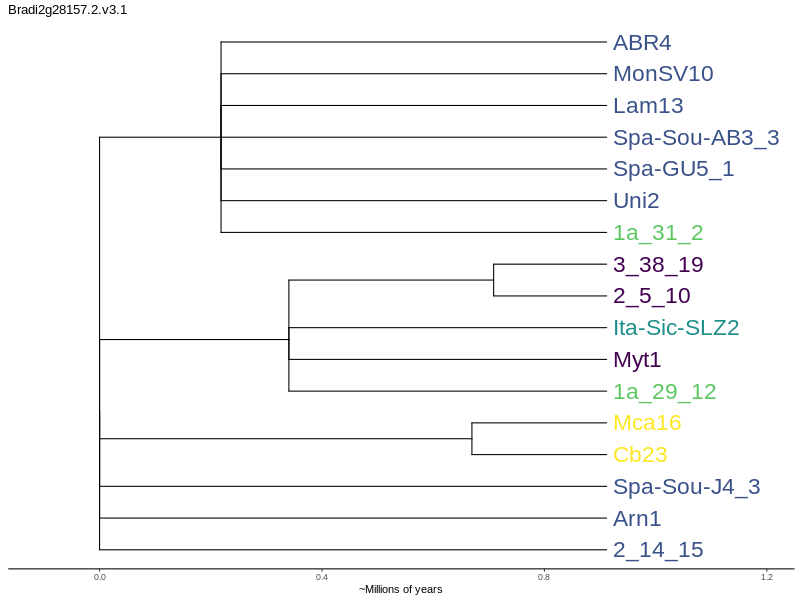 Bradi2g28157.2.v3.1
ABR4
MonSV10
Lam13
Spa-Sou-AB3_3
Spa-GU5_1
Uni2
1a_31_2
3_38_19
2_5_10
Ita-Sic-SLZ2
Myt1
1a_29_12
Mca16
Cb23
Spa-Sou-J4_3
Arn1
2_14_15
0.0 0.4 0.8 1.2
~Millions of years